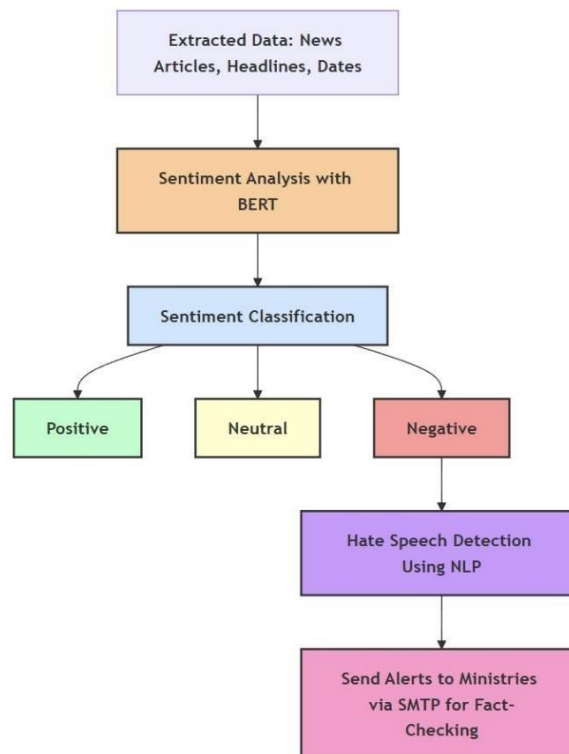 Extracted Data: News
Articles, Headlines, Dates
Sentiment Analysis with
BERT
Sentiment Classification
Positive
Neutral
Negative
Hate Speech Detection
Using NLP
Send Alerts to Ministries
via SMTP for Fact-
Checking